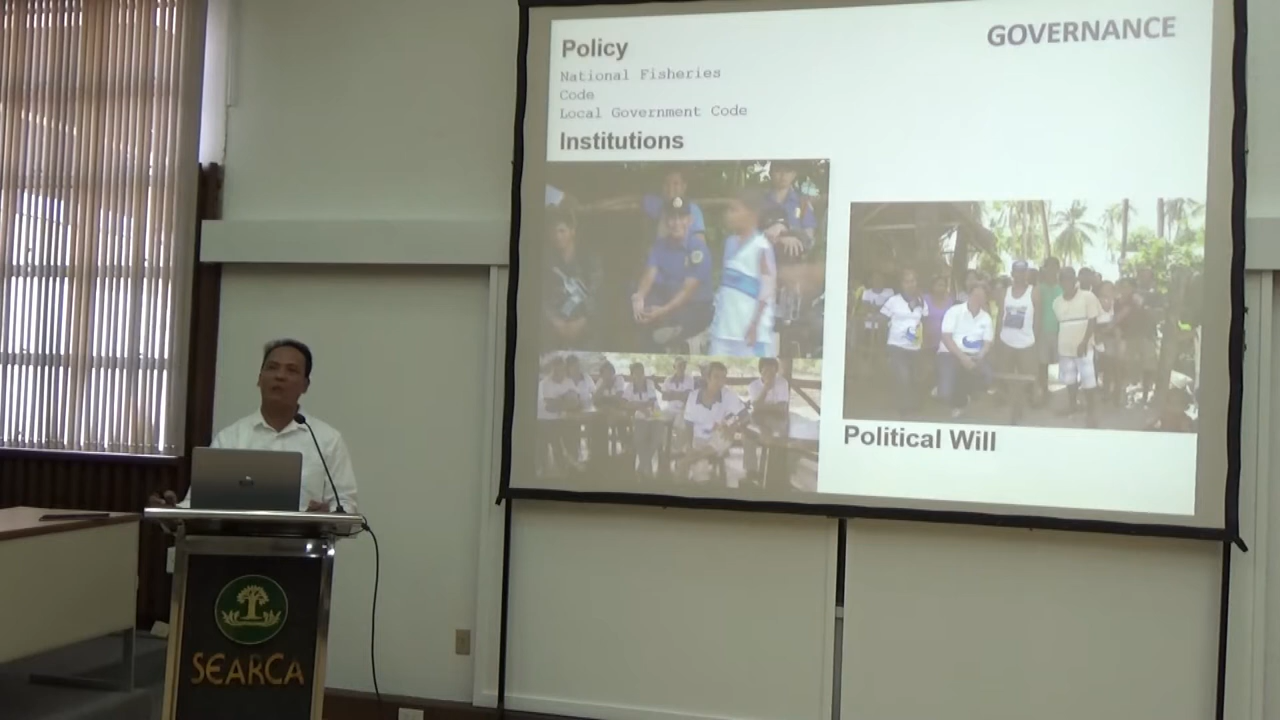 GOVERNANCE
Policy
National Fisheries
Code
Local Government Code
Institutions
Political Will
SEARCA